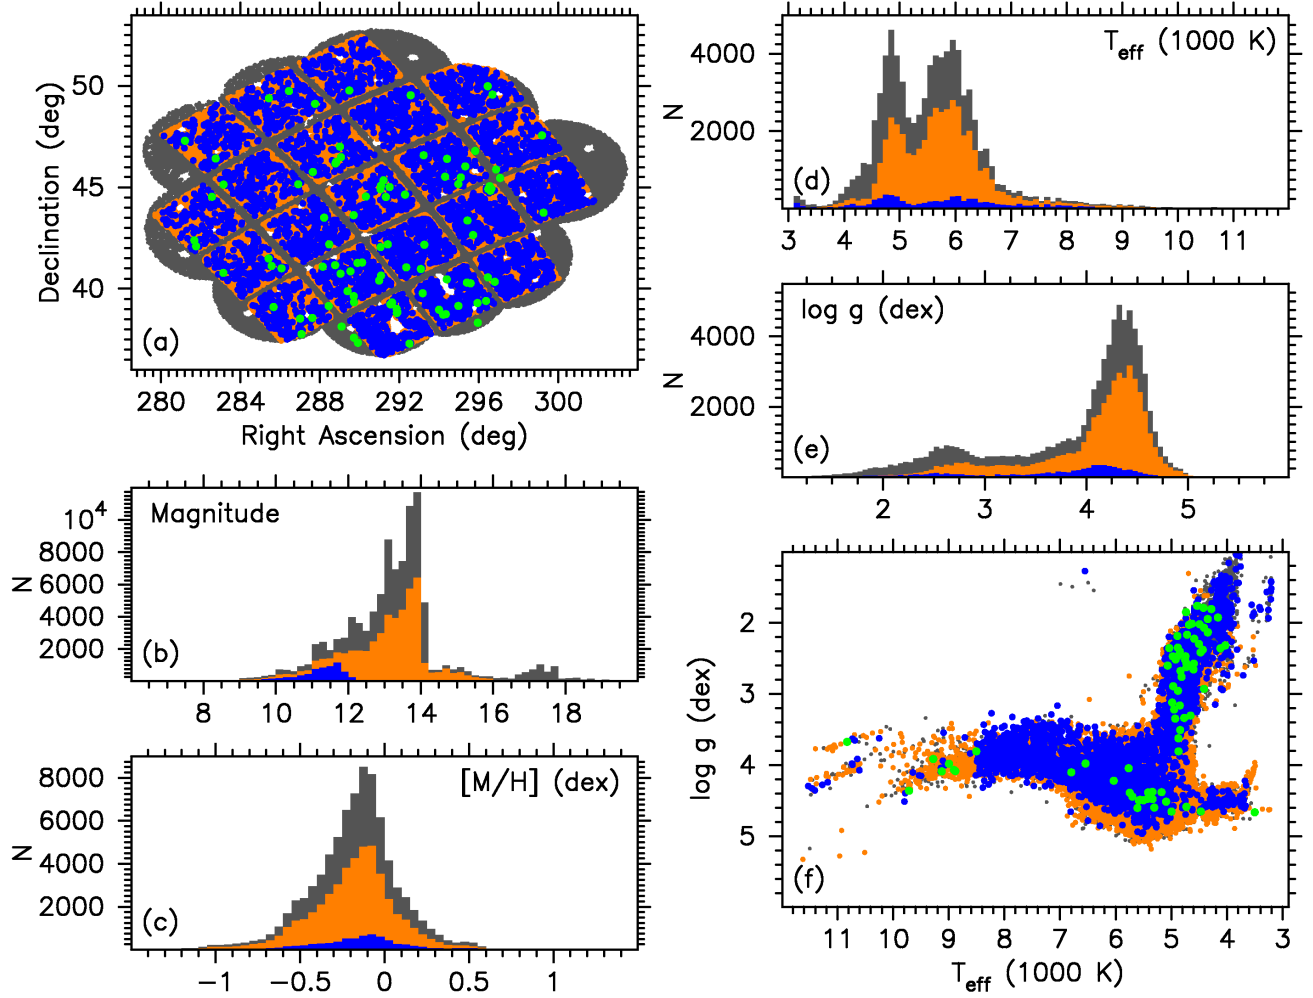 50
45
40
Declination (deg)
(a)
280 284 288 292 296 300
Right Ascension (deg)
10⁴
8000
6000
4000
2000
N
Magnitude
(b)
8 10 12 14 16 18
8000
6000
4000
2000
N
[M/H] (dex)
(c)
−1 −0.5 0 0.5 1
4000
2000
N
T_eff (1000 K)
(d)
3 4 5 6 7 8 9 10 11
4000
2000
N
log g (dex)
(e)
2 3 4 5
2
3
4
5
log g (dex)
(f)
11 10 9 8 7 6 5 4 3
T_eff (1000 K)